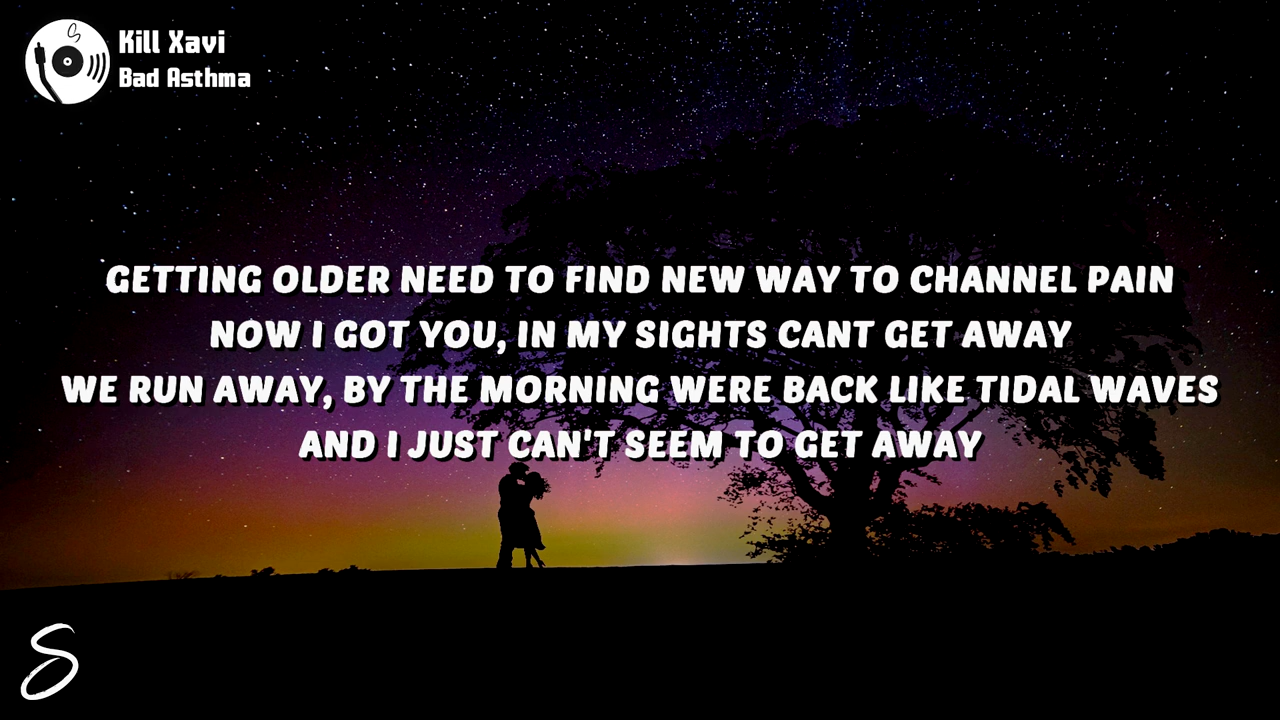 Kill Xavi
Bad Asthma
GETTING OLDER NEED TO FIND NEW WAY TO CHANNEL PAIN
NOW I GOT YOU, IN MY SIGHTS CANT GET AWAY
WE RUN AWAY, BY THE MORNING WERE BACK LIKE TIDAL WAVES
AND I JUST CAN'T SEEM TO GET AWAY
S